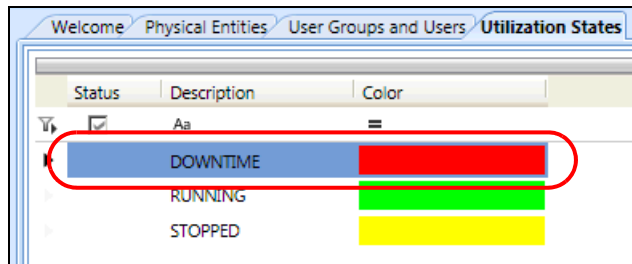 Welcome Physical Entities User Groups and Users Utilization States
Status Description Color
Aa =
DOWNTIME
RUNNING
STOPPED